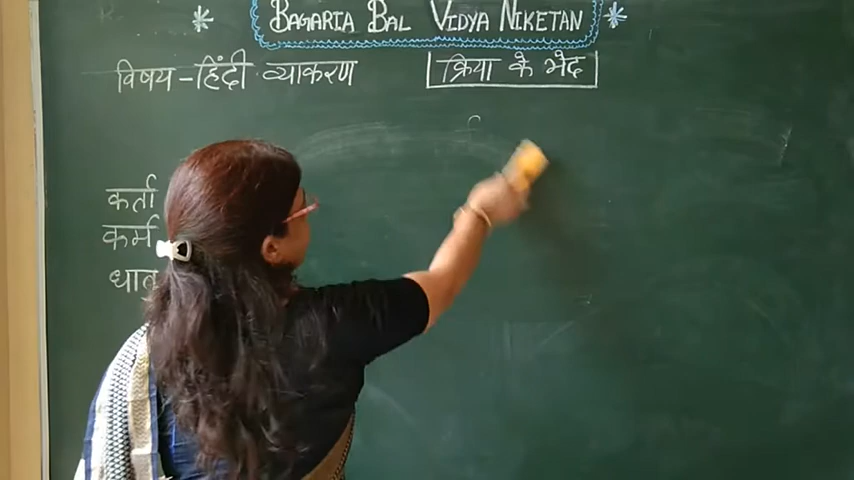 BAGARIA BAL VIDYA NIKETAN
विषय - हिंदी व्याकरण
क्रिया के भेद
कर्ता
कर्म
धातु